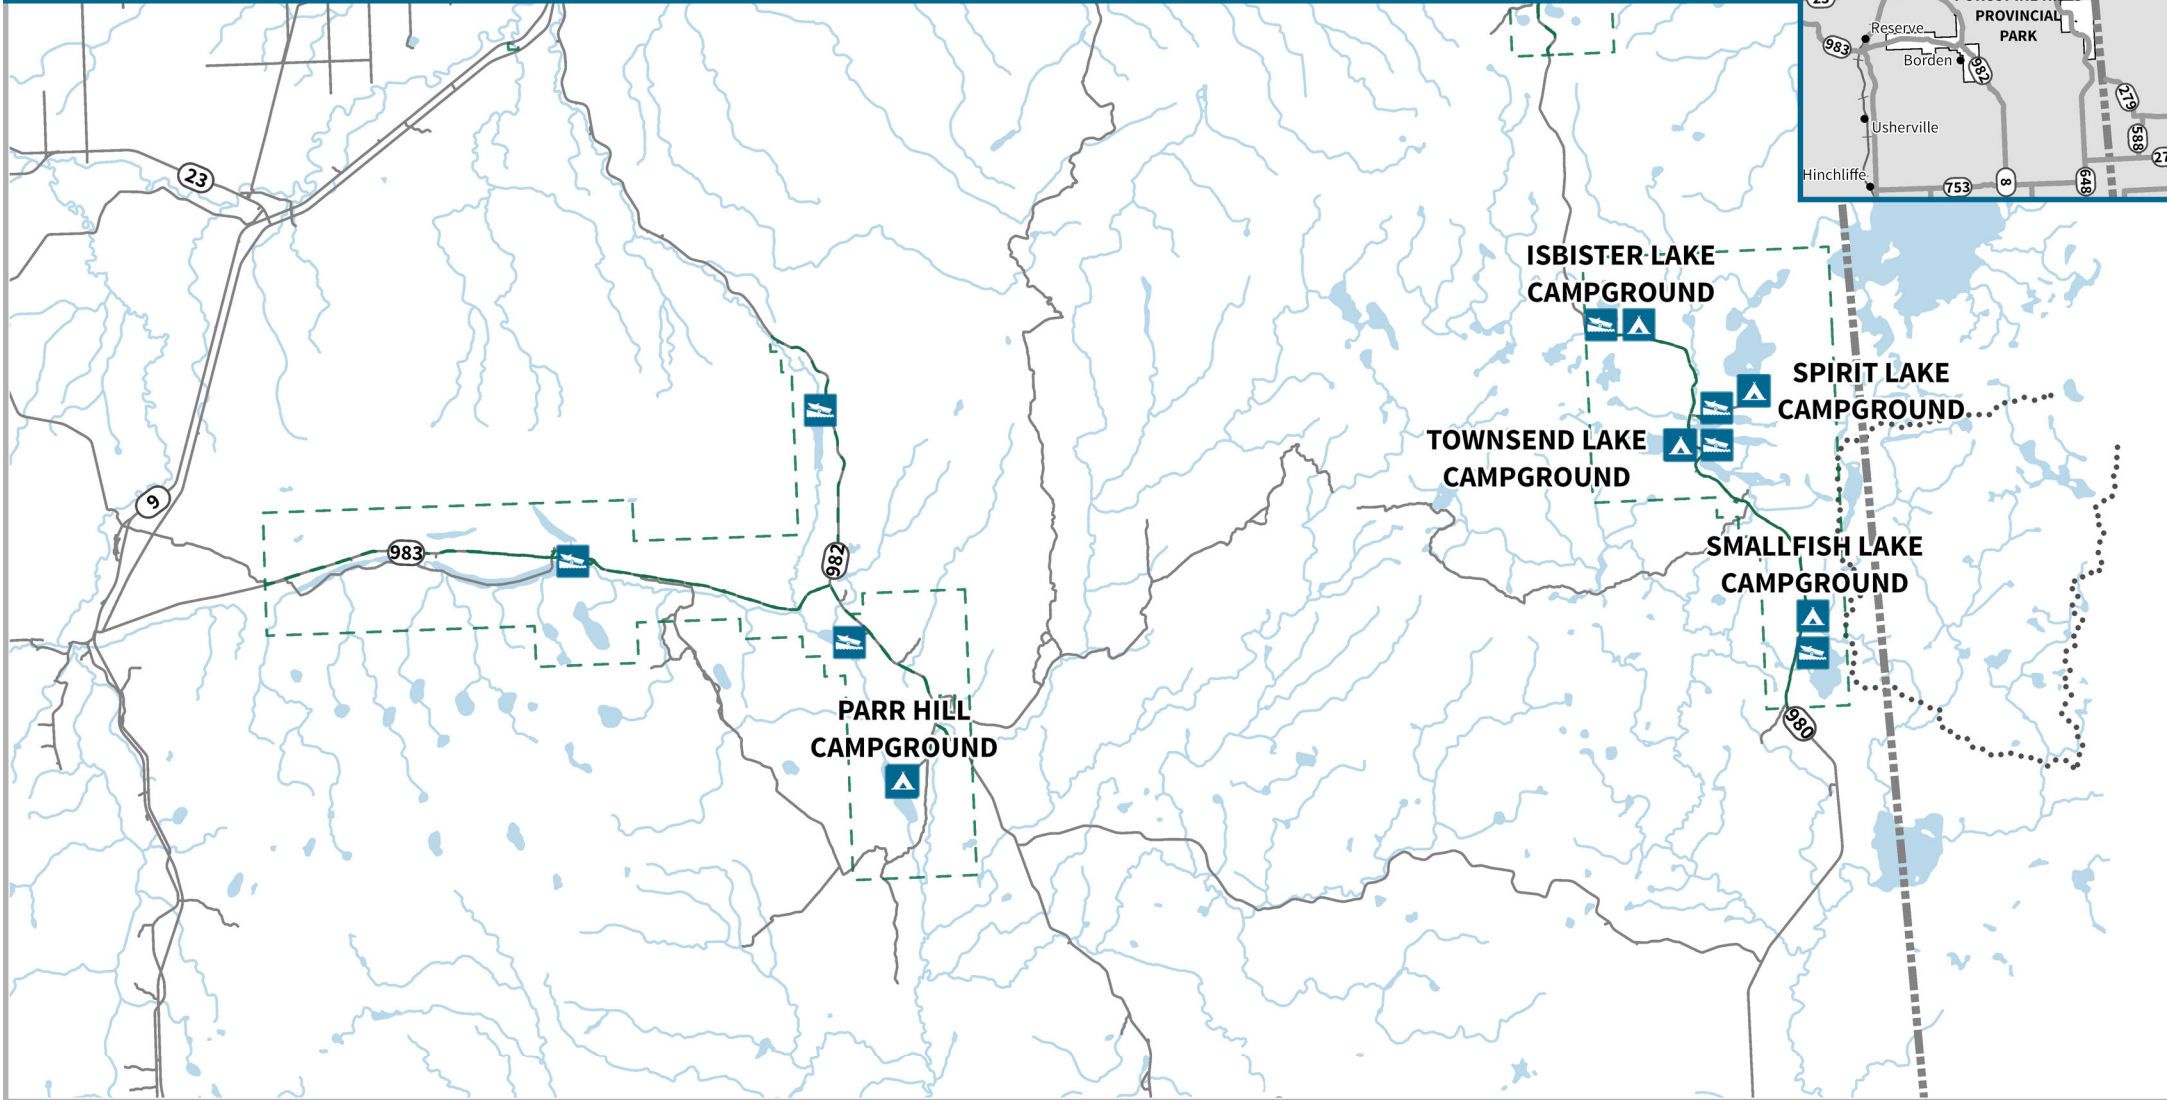 23
PROVINCIAL
PARK
Reserve
983
Borden
982
279
Usherville
588
Hinchliffe
753
8
648
23
ISBISTER LAKE
CAMPGROUND
SPIRIT LAKE
CAMPGROUND
TOWNSEND LAKE
CAMPGROUND
9
983
982
SMALLFISH LAKE
CAMPGROUND
PARR HILL
CAMPGROUND
980